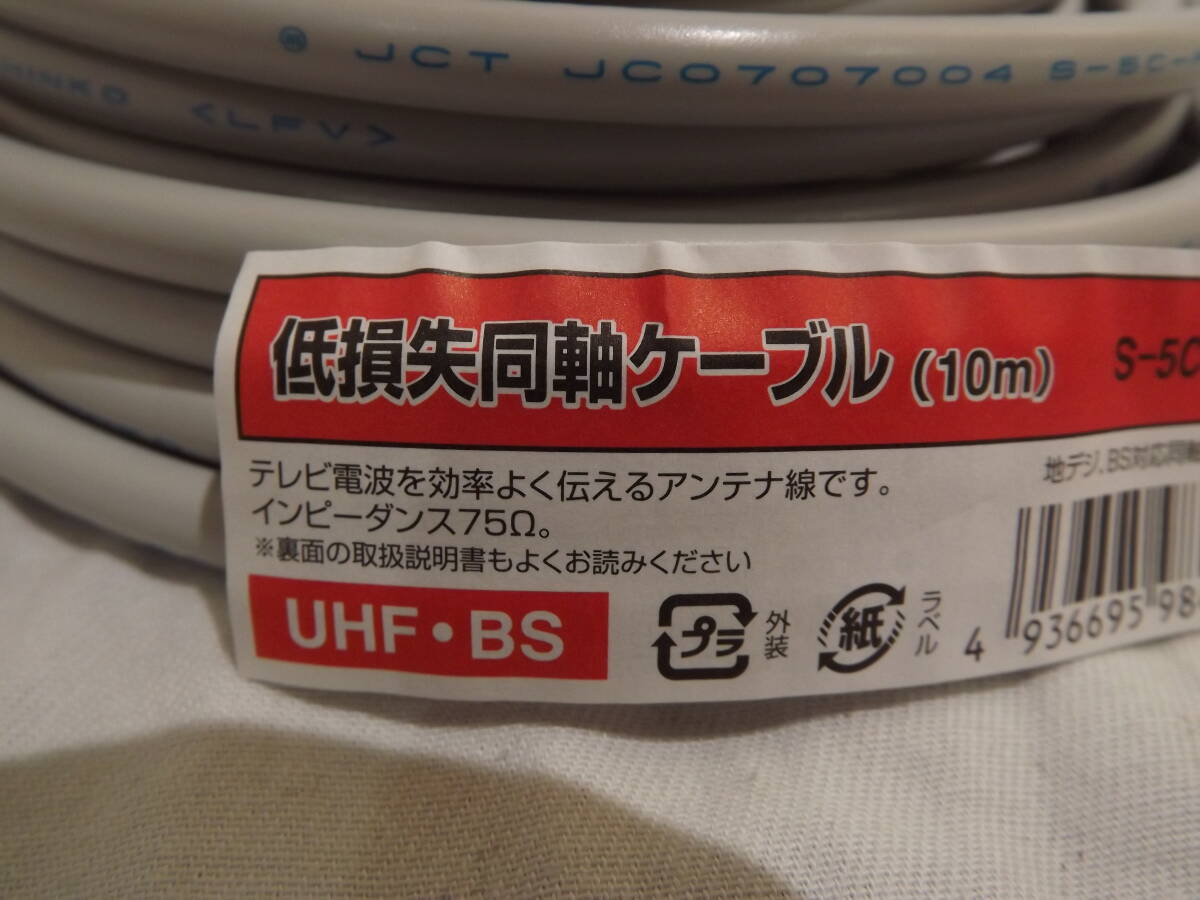 ® JCT JC0707004 S-5C-
<LFV>
低損失同軸ケーブル (10m) S-5C
テレビ電波を効率よく伝えるアンテナ線です。
インピーダンス75Ω。
※裏面の取扱説明書もよくお読みください
地デジ、BS対応同軸
UHF・BS
プラ 外装
紙 ラベル
4 936695 98